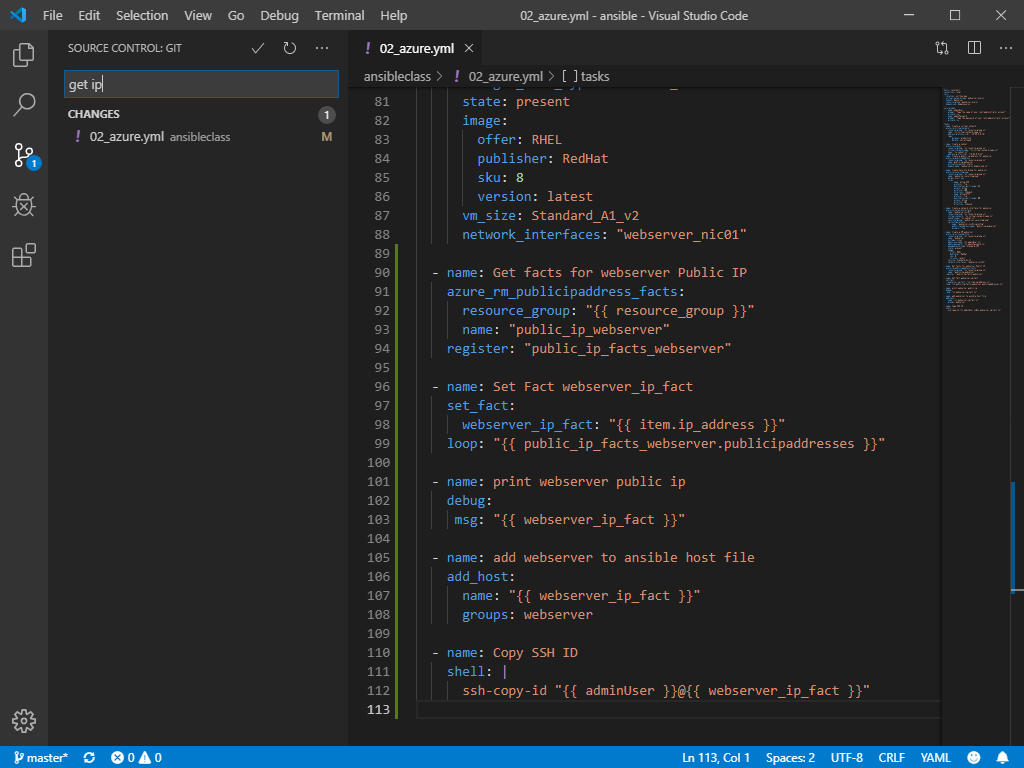 File Edit Selection View Go Debug Terminal Help 02_azure.yml - ansible - Visual Studio Code
SOURCE CONTROL: GIT
get ip
CHANGES 1
! 02_azure.yml ansibleclass M
1
! 02_azure.yml
ansibleclass > ! 02_azure.yml > [ ] tasks
81 state: present
82 image:
83 offer: RHEL
84 publisher: RedHat
85 sku: 8
86 version: latest
87 vm_size: Standard_A1_v2
88 network_interfaces: "webserver_nic01"
89
90 - name: Get facts for webserver Public IP
91 azure_rm_publicipaddress_facts:
92 resource_group: "{{ resource_group }}"
93 name: "public_ip_webserver"
94 register: "public_ip_facts_webserver"
95
96 - name: Set Fact webserver_ip_fact
97 set_fact:
98 webserver_ip_fact: "{{ item.ip_address }}"
99 loop: "{{ public_ip_facts_webserver.publicipaddresses }}"
100
101 - name: print webserver public ip
102 debug:
103 msg: "{{ webserver_ip_fact }}"
104
105 - name: add webserver to ansible host file
106 add_host:
107 name: "{{ webserver_ip_fact }}"
108 groups: webserver
109
110 - name: Copy SSH ID
111 shell: |
112 ssh-copy-id "{{ adminUser }}@{{ webserver_ip_fact }}"
113
master* 0 0 Ln 113, Col 1 Spaces: 2 UTF-8 CRLF YAML